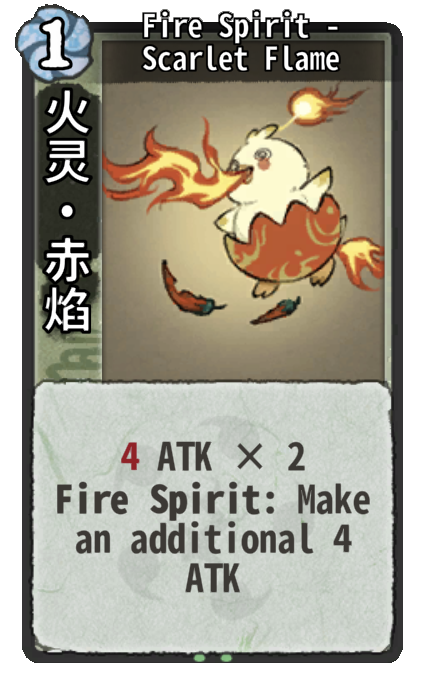 1
Fire Spirit -
Scarlet Flame
火灵·赤焰
4 ATK × 2
Fire Spirit: Make
an additional 4
ATK